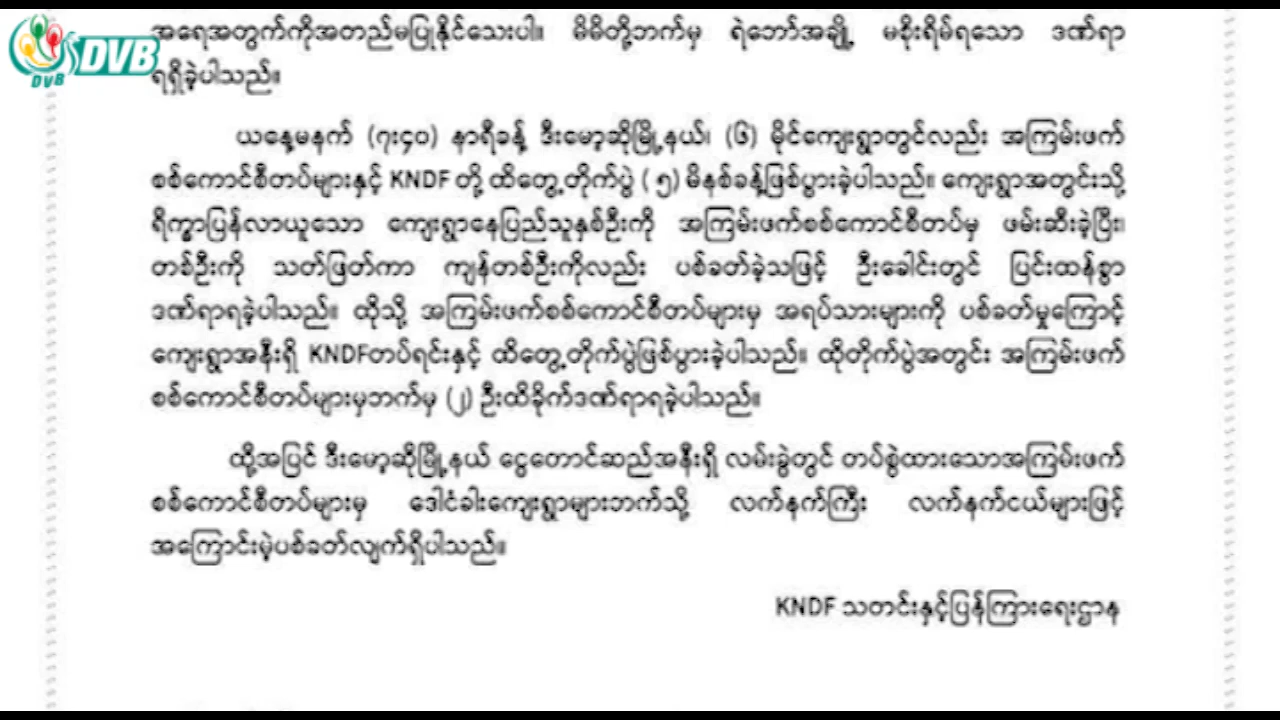 DVB
DVB
အရေအတွက်ကိုအတည်မပြုနိုင်သေးပါ။ မိမိတို့ဘက်မှ ရဲဘော်အချို့ မစိုးရိမ်ရသော ဒဏ်ရာ
ရရှိခဲ့ပါသည်။
ယနေ့မနက် (၇း၄၀) နာရီခန့် ဒီးမော့ဆိုမြို့နယ်၊ (၆) မိုင်ကျေးရွာတွင်လည်း အကြမ်းဖက်
စစ်ကောင်စီတပ်များနှင့် KNDF တို့ ထိတွေ့တိုက်ပွဲ ( ၅) မိနစ်ခန့်ဖြစ်ပွားခဲ့ပါသည်။ ကျေးရွာအတွင်းသို့
ရိက္ခာပြန်လာယူသော ကျေးရွာနေပြည်သူနှစ်ဦးကို အကြမ်းဖက်စစ်ကောင်စီတပ်မှ ဖမ်းဆီးခဲ့ပြီး၊
တစ်ဦးကို သတ်ဖြတ်ကာ ကျန်တစ်ဦးကိုလည်း ပစ်ခတ်ခဲ့သဖြင့် ဦးခေါင်းတွင် ပြင်းထန်စွာ
ဒဏ်ရာရခဲ့ပါသည်။ ထိုသို့ အကြမ်းဖက်စစ်ကောင်စီတပ်များမှ အရပ်သားများကို ပစ်ခတ်မှုကြောင့်
ကျေးရွာအနီးရှိ KNDFတပ်ရင်းနှင့် ထိတွေ့တိုက်ပွဲဖြစ်ပွားခဲ့ပါသည်။ ထိုတိုက်ပွဲအတွင်း အကြမ်းဖက်
စစ်ကောင်စီတပ်များမှဘက်မှ (၂) ဦးထိခိုက်ဒဏ်ရာရခဲ့ပါသည်။
ထို့အပြင် ဒီးမော့ဆိုမြို့နယ် ငွေတောင်ဆည်အနီးရှိ လမ်းခွဲတွင် တပ်စွဲထားသောအကြမ်းဖက်
စစ်ကောင်စီတပ်များမှ ဒေါငံခါးကျေးရွာများဘက်သို့ လက်နက်ကြီး လက်နက်ငယ်များဖြင့်
အကြောင်းမဲ့ပစ်ခတ်လျက်ရှိပါသည်။
KNDF သတင်းနှင့်ပြန်ကြားရေးဌာန